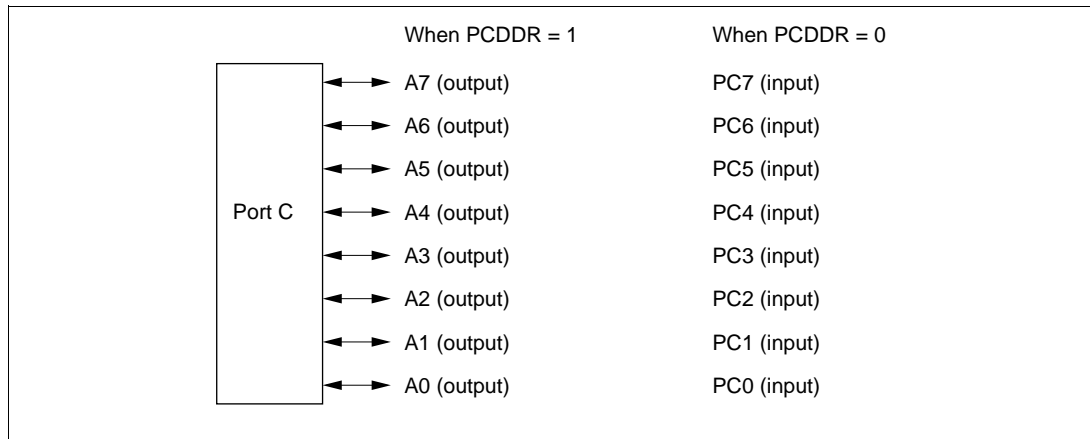 When PCDDR = 1 When PCDDR = 0
A7 (output) PC7 (input)
A6 (output) PC6 (input)
A5 (output) PC5 (input)
Port C A4 (output) PC4 (input)
A3 (output) PC3 (input)
A2 (output) PC2 (input)
A1 (output) PC1 (input)
A0 (output) PC0 (input)